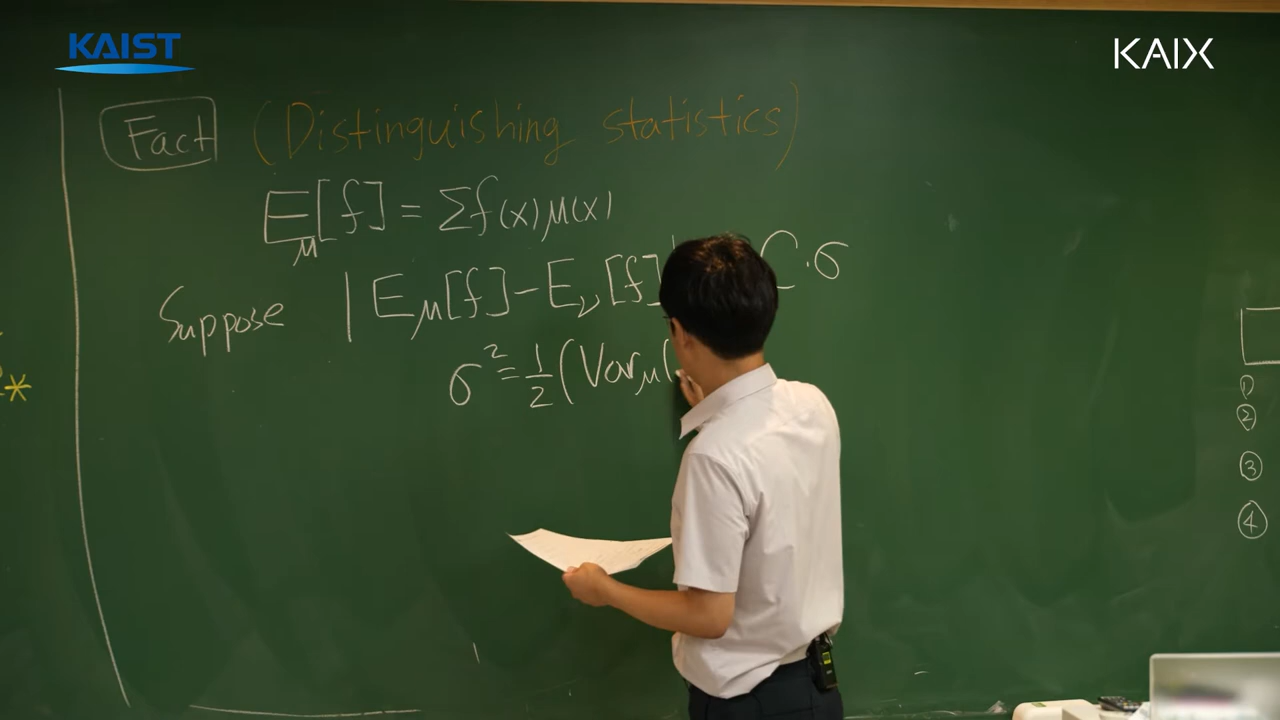 KAIST
KAIX
Fact (Distinguishing statistics)
E_μ[f] = Σf(x)μ(x)
Suppose |E_μ[f] - E_ν[f]| C·σ
σ² = 1/2 (Var_μ(
*
①
②
③
④